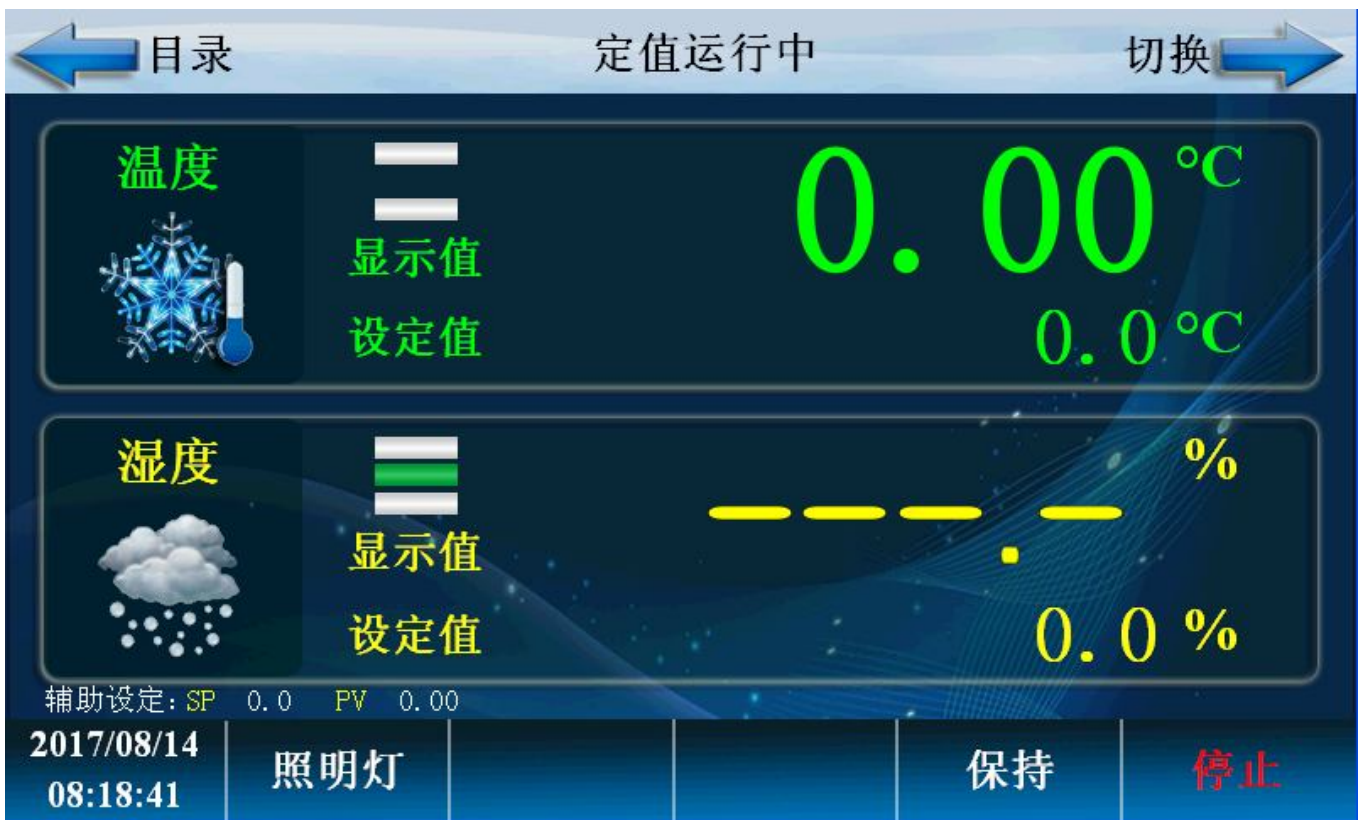 目录 定值运行中 切换
温度 0.00 °C
显示值
设定值 0.0 °C
湿度 ---.- %
显示值
设定值 0.0 %
辅助设定: SP 0.0 PV 0.00
2017/08/14
08:18:41
照明灯 保持 停止